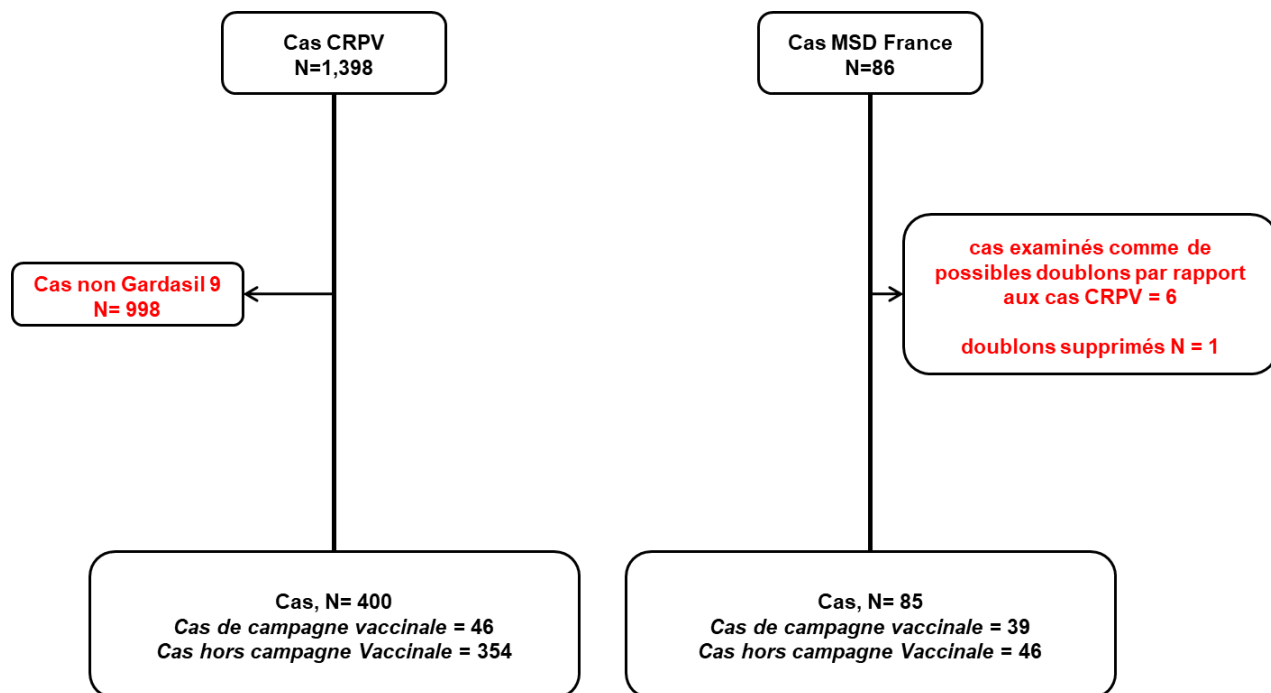 Cas CRPV
N=1,398
Cas MSD France
N=86
Cas non Gardasil 9
N= 998
cas examinés comme de
possibles doublons par rapport
aux cas CRPV = 6
doublons supprimés N = 1
Cas, N= 400
Cas de campagne vaccinale = 46
Cas hors campagne Vaccinale = 354
Cas, N= 85
Cas de campagne vaccinale = 39
Cas hors campagne Vaccinale = 46